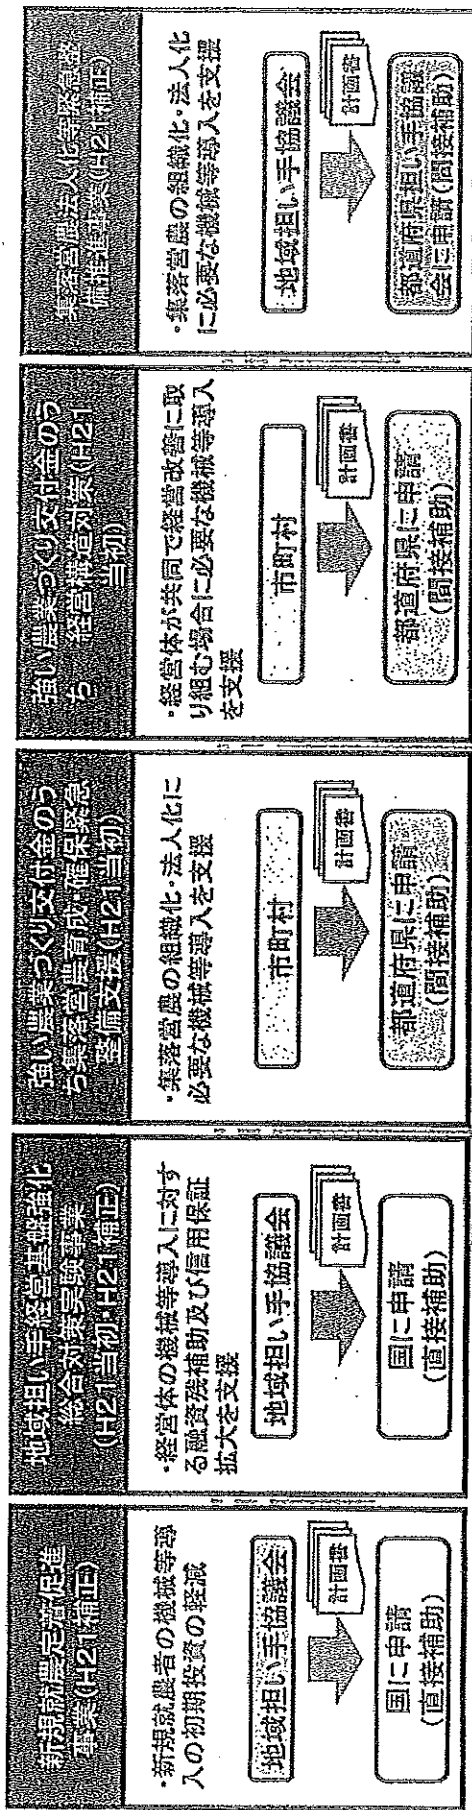 新規就農定着促進
事業(H21補正)
・新規就農者の機械等導
入の初期投資の軽減
地域担い手協議会
計画書
国に申請
(直接補助)
地域担い手経営基盤強化
総合対策実験事業
(H21当初・H21補正)
・経営体の機械等導入に対す
る融資残補助及び信用保証
拡大を支援
地域担い手協議会
計画書
国に申請
(直接補助)
強い農業づくり交付金のう
ち集落営農育成・確保緊急
整備支援(H21当初)
・集落営農の組織化・法人化に
必要な機械等導入を支援
市町村
計画書
都道府県に申請
(間接補助)
強い農業づくり交付金のう
ち 経営構造対策(H21
当初)
・経営体が共同で経営改善に取
り組む場合に必要な機械等導入
を支援
市町村
計画書
都道府県に申請
(間接補助)
集落営農法人化等緊急整
備推進事業(H21補正)
・集落営農の組織化・法人化
に必要な機械等導入を支援
地域担い手協議会
計画書
都道府県担い手協議
会に申請(間接補助)